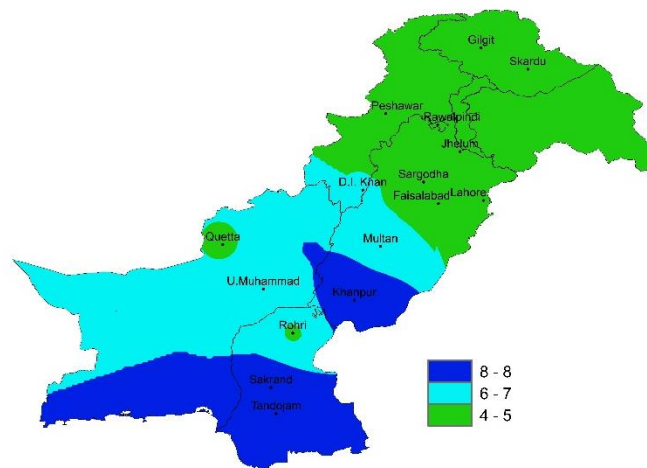 Gilgit
Skardu
Peshawar
Rawalpindi
Jhelum
Sargodha
D.I. Khan
Faisalabad
Lahore
Quetta
Multan
U.Muhammad
Khanpur
Rohri
Sakrand
Tandojam
8 - 8
6 - 7
4 - 5